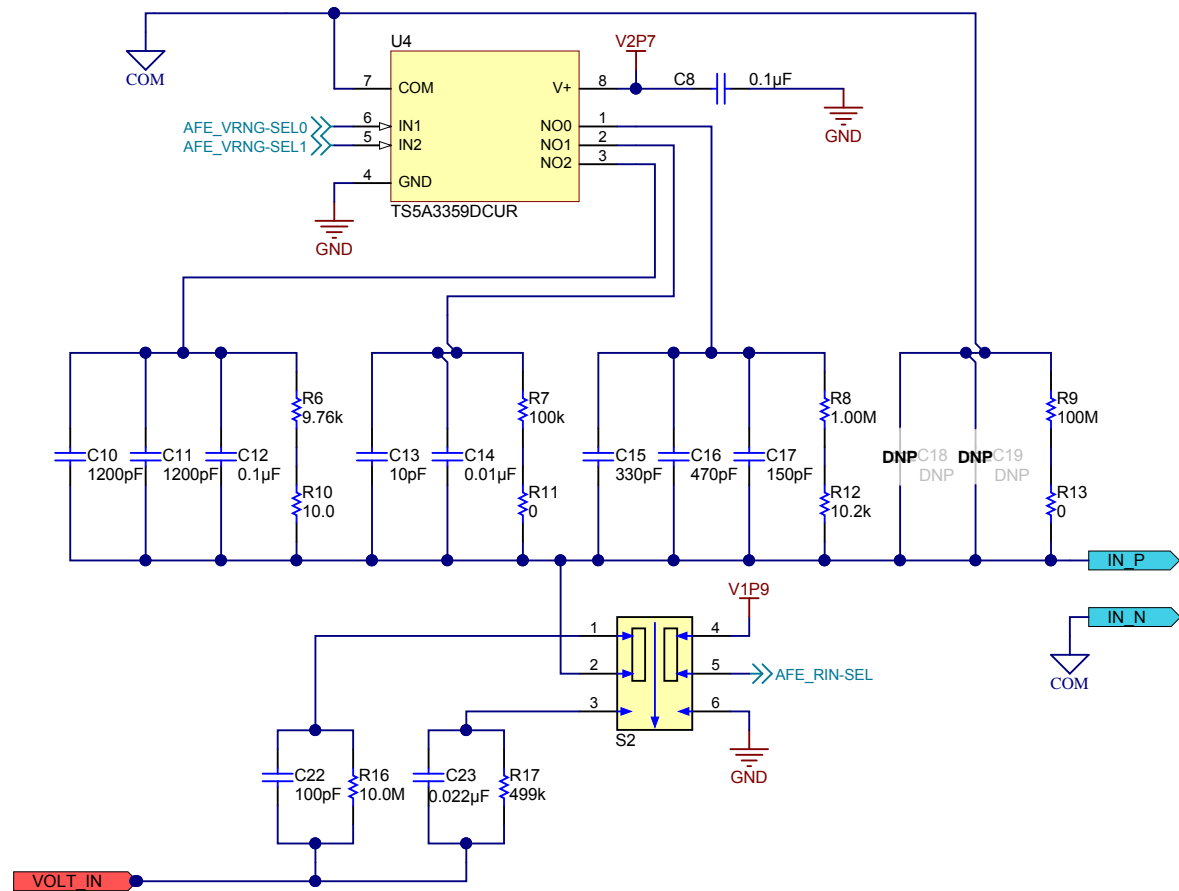 COM
U4
TS5A3359DCUR
7
COM
AFE_VRNG-SEL0
6
IN1
AFE_VRNG-SEL1
5
IN2
4
GND
GND
V+
8
NO0
1
NO1
2
NO2
3
V2P7
C8
0.1µF
GND
C10
1200pF
C11
1200pF
C12
0.1µF
R6
9.76k
R10
10.0
C13
10pF
C14
0.01µF
R7
100k
R11
0
C15
330pF
C16
470pF
C17
150pF
R8
1.00M
R12
10.2k
DNP
C18
DNP
DNP
C19
DNP
R9
100M
R13
0
IN_P
IN_N
COM
V1P9
1
2
3
4
5
6
S2
AFE_RIN-SEL
GND
C22
100pF
R16
10.0M
C23
0.022µF
R17
499k
VOLT_IN